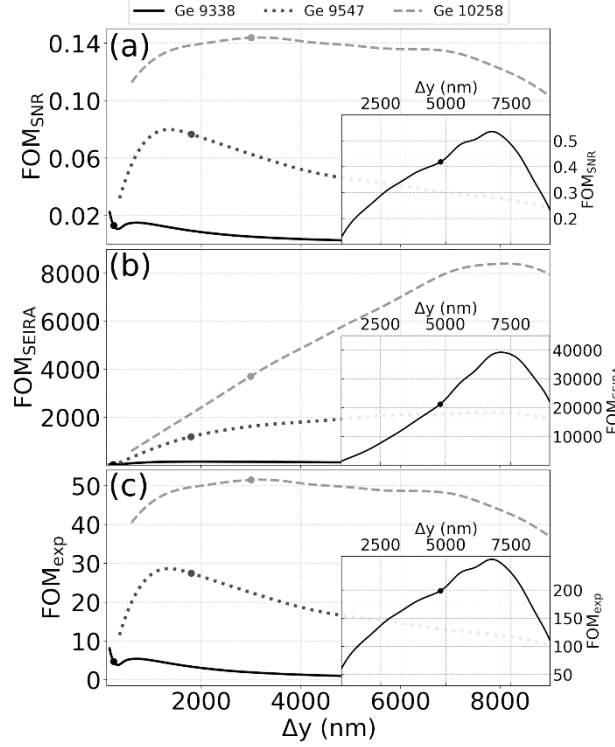 Ge 9338 Ge 9547 Ge 10258
(a)
FOM_SNR
0.14
0.10
0.06
0.02
Δy (nm)
2500 5000 7500
0.5
0.4
0.3
0.2
FOM_SNR
(b)
FOM_SEIRA
8000
6000
4000
2000
Δy (nm)
2500 5000 7500
40000
30000
20000
10000
FOM_SEIRA
(c)
FOM_exp
50
40
30
20
10
0
Δy (nm)
2500 5000 7500
200
150
100
50
FOM_exp
2000 4000 6000 8000
Δy (nm)